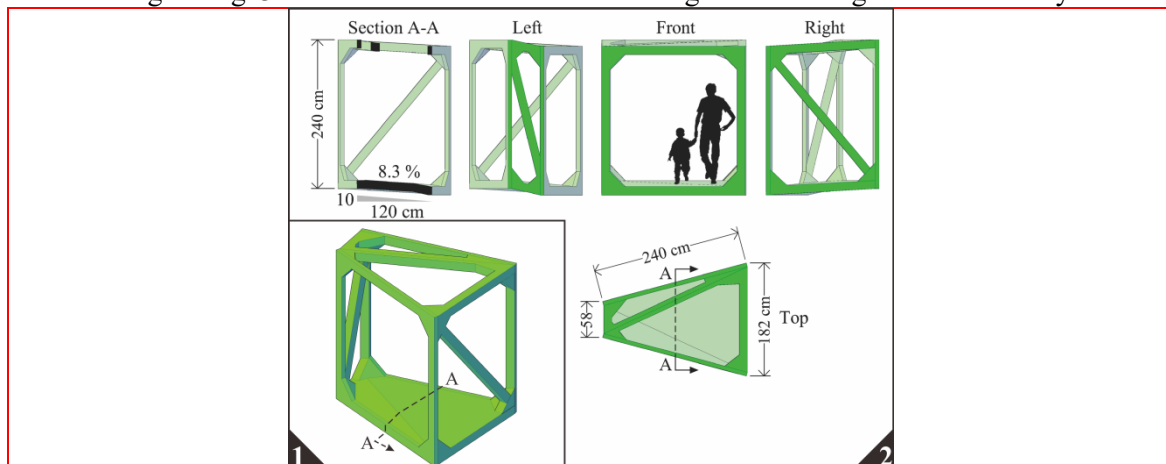 Section A-A
Left
Front
Right
240 cm
8.3 %
10
120 cm
A
A
1
240 cm
A
A
58
182 cm
Top
2